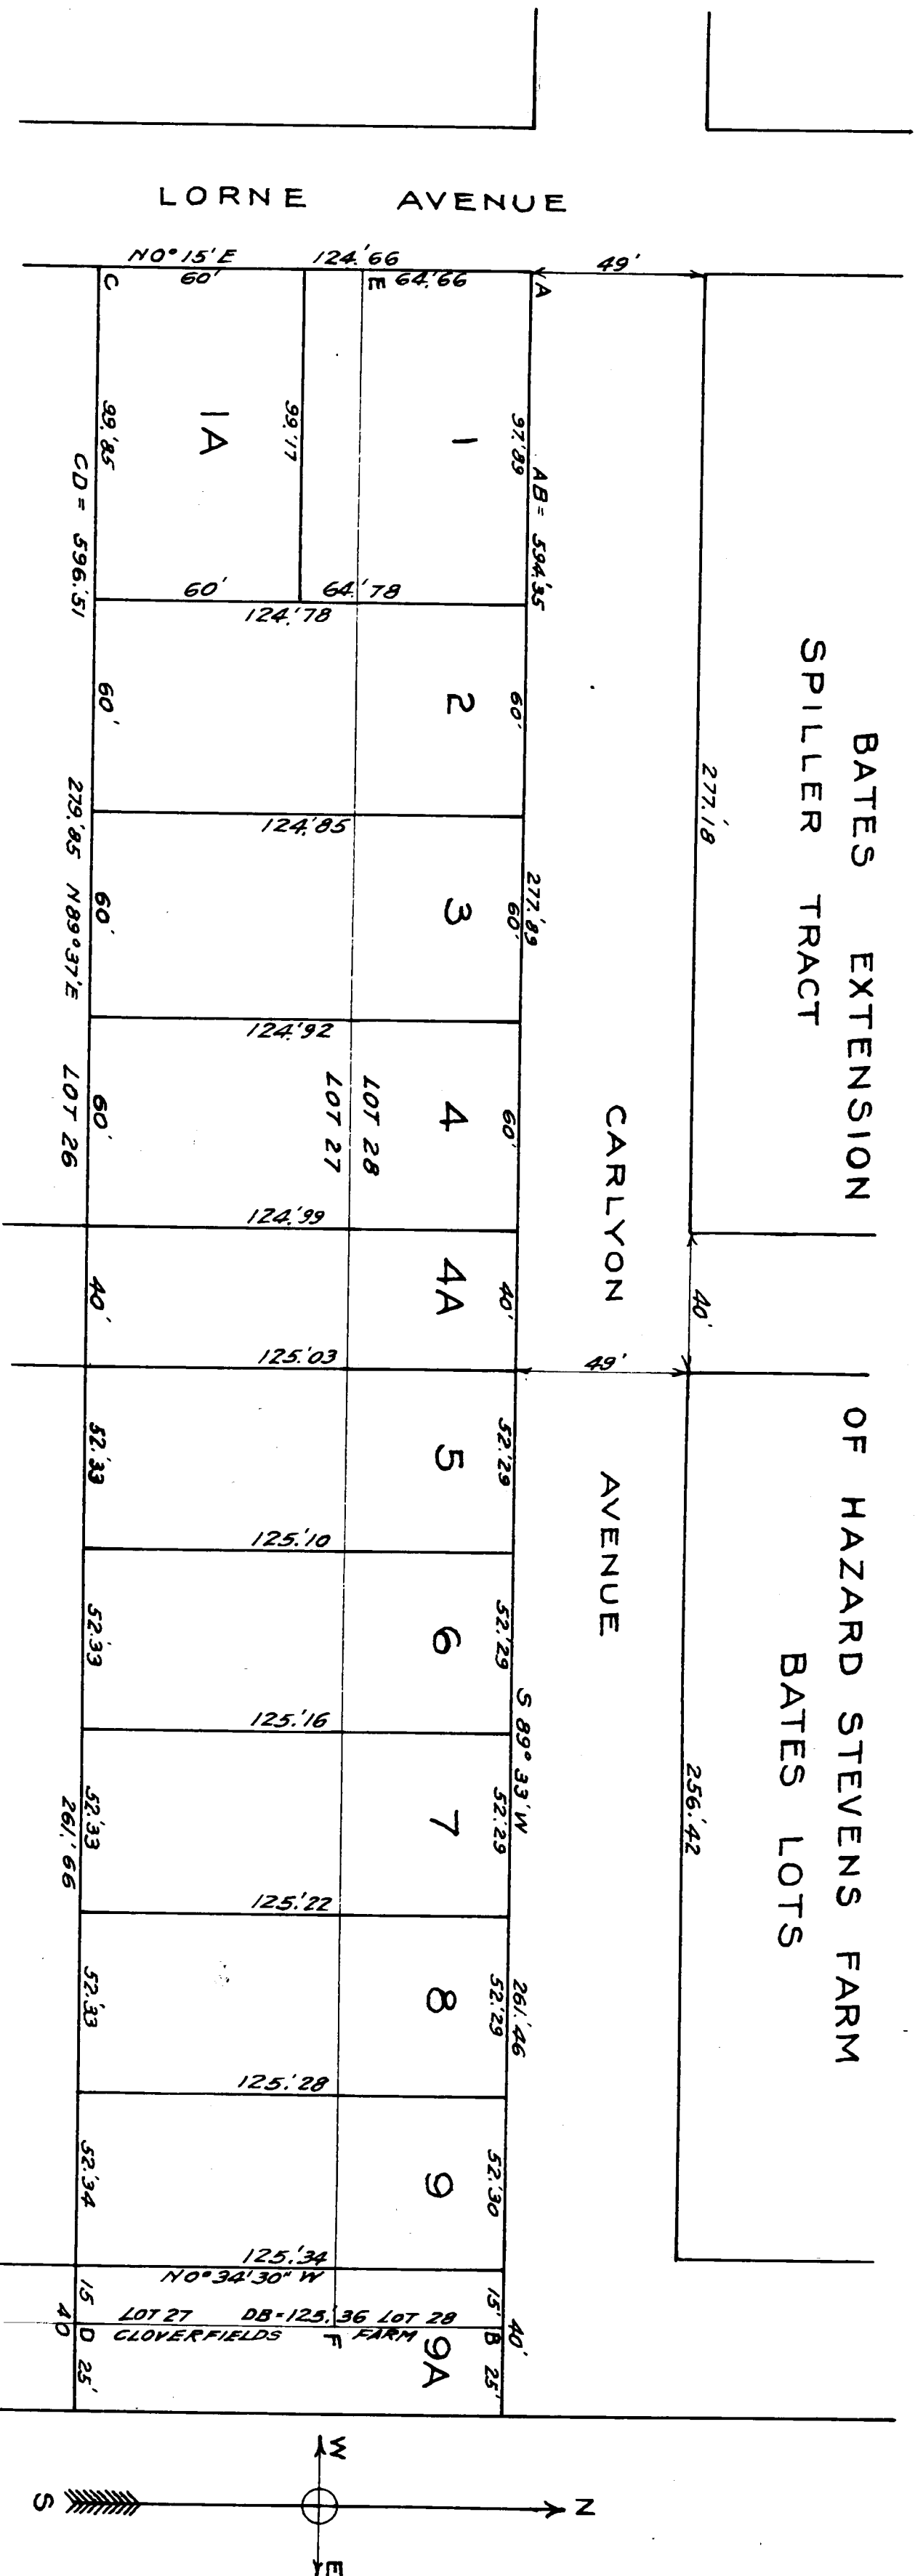 BATES EXTENSION OF HAZARD STEVENS FARM
SPILLER TRACT
BATES LOTS
277.'18
40'
256.'42
49'
49'
CARLYON AVENUE
LORNE AVENUE
N0°15'E
124.'66
60'
64.'66
A
E
C
AB = 594.'35
S 89°33'W
277.'89
261.'46
97.'89
60'
60'
60'
40'
52.'29
52.'29
52.'29
52.'29
52.'30
15'
B
25'
40'
1
1A
2
3
4
4A
5
6
7
8
9
9A
99.'17
64.'78
60'
124.'78
124.'85
124.'92
124.'99
125.'03
125.'10
125.'16
125.'22
125.'28
125.'34
N0°34'30"W
LOT 28
LOT 27
LOT 27 DB=125.'36 LOT 28
CLOVERFIELDS FARM
F
99.'85
60'
60'
60'
40'
52.'33
52.'33
52.'33
52.'33
52.'34
15
D
25'
40
CD = 596.'51
279.'85 N89°37'E
LOT 26
261.'66
N
W
E
S